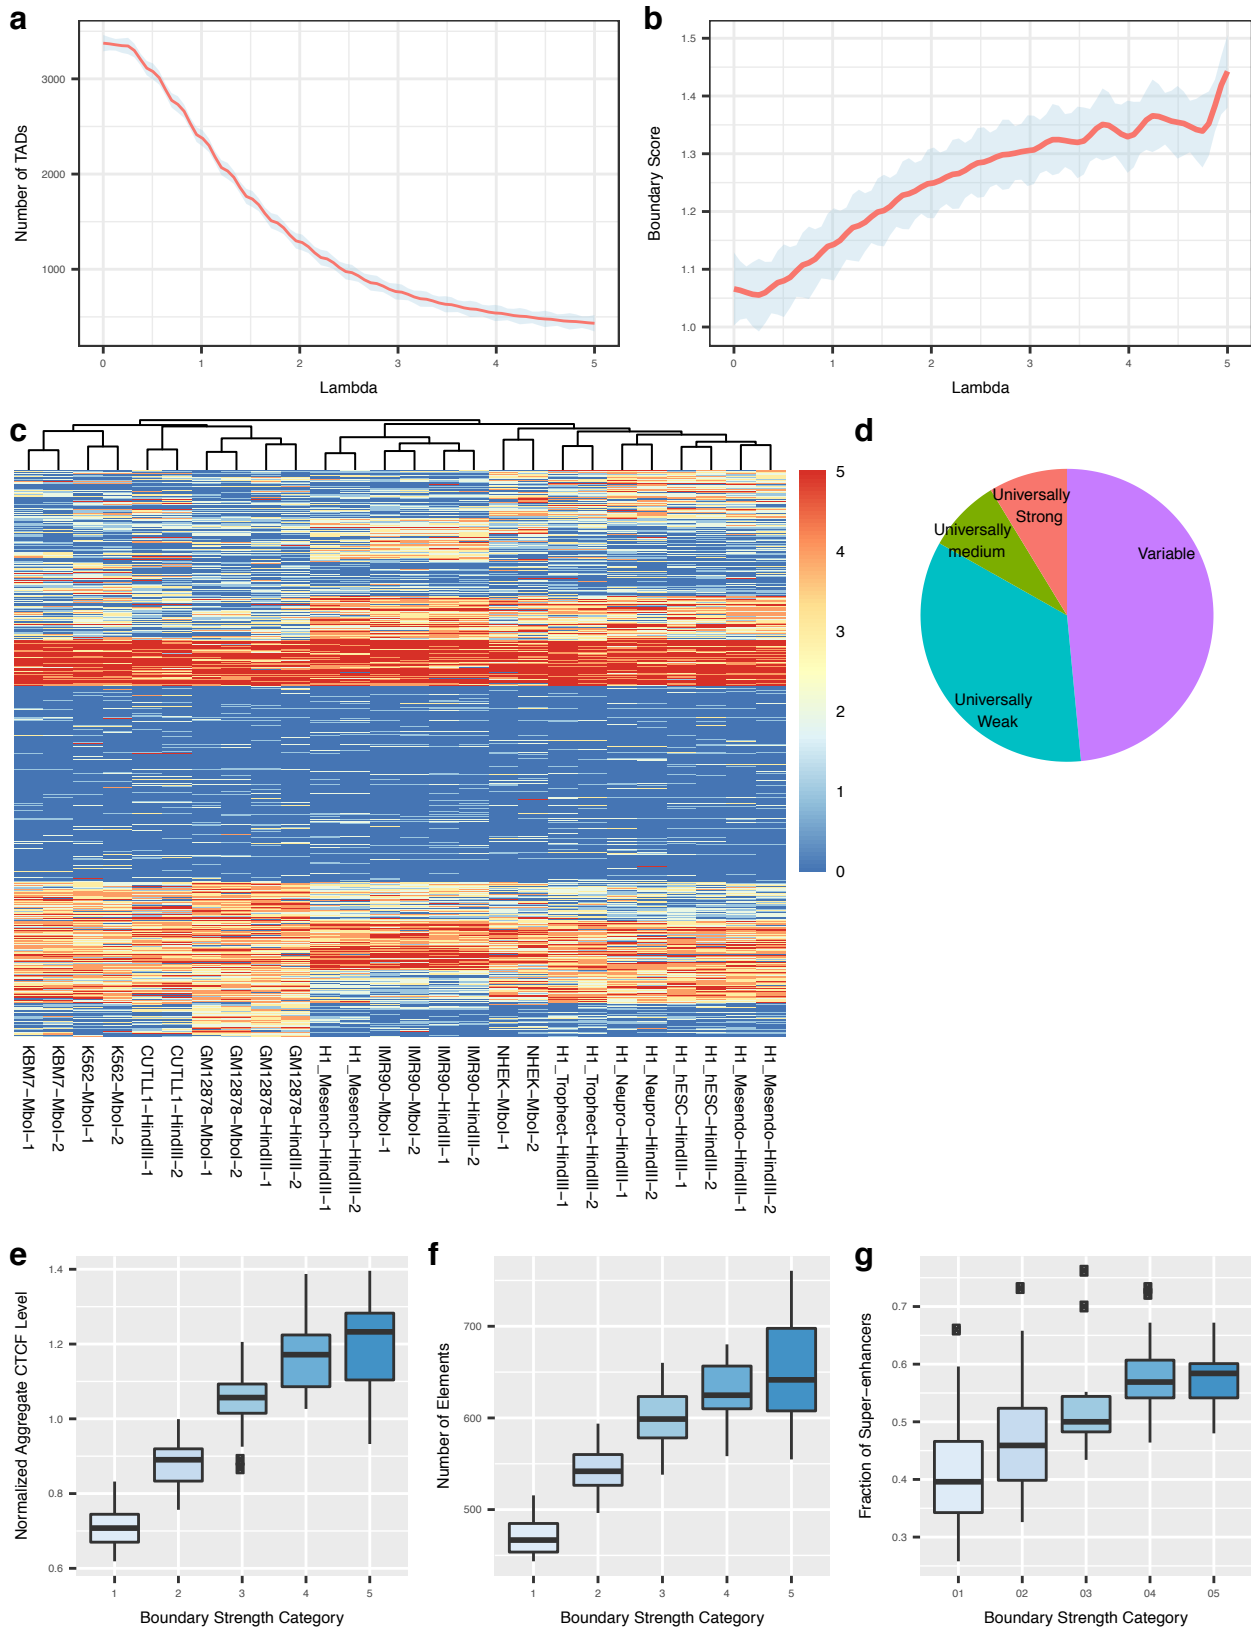 a
Number of TADs
3000
2000
1000
0 1 2 3 4 5
Lambda
b
Boundary Score
1.5
1.4
1.3
1.2
1.1
1.0
0 1 2 3 4 5
Lambda
c
5
4
3
2
1
0
KBM7−MboI−1
KBM7−MboI−2
K562−MboI−1
K562−MboI−2
CUTLL1−HindIII−1
CUTLL1−HindIII−2
GM12878−MboI−1
GM12878−MboI−2
GM12878−HindIII−1
GM12878−HindIII−2
H1_Mesench−HindIII−1
H1_Mesench−HindIII−2
IMR90−MboI−1
IMR90−MboI−2
IMR90−HindIII−1
IMR90−HindIII−2
NHEK−MboI−1
NHEK−MboI−2
H1_Trophect−HindIII−1
H1_Trophect−HindIII−2
H1_Neupro−HindIII−1
H1_Neupro−HindIII−2
H1_hESC−HindIII−1
H1_hESC−HindIII−2
H1_Mesendo−HindIII−1
H1_Mesendo−HindIII−2
d
Universally
Strong
Universally
medium
Variable
Universally
Weak
e
Normalized Aggregate CTCF Level
1.4
1.2
1.0
0.8
0.6
1 2 3 4 5
Boundary Strength Category
f
Number of Elements
700
600
500
1 2 3 4 5
Boundary Strength Category
g
Fraction of Super−enhancers
0.7
0.6
0.5
0.4
0.3
01 02 03 04 05
Boundary Strength Category